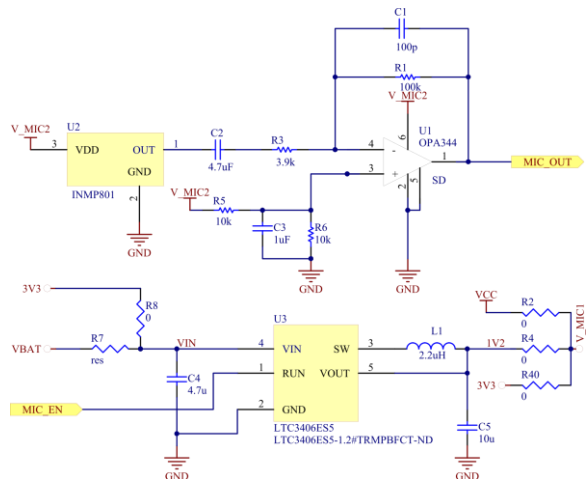 C1
100p
R1
100k
V_MIC2
U2
V_MIC2
3
VDD
OUT
1
GND
2
INMP801
GND
C2
4.7uF
R3
3.9k
U1
OPA344
6
4
-
3
+
1
2
5
SD
MIC_OUT
V_MIC2
R5
10k
C3
1uF
R6
10k
GND
GND
3V3
R8
0
VBAT
R7
res
VIN
C4
4.7u
MIC_EN
GND
U3
4
VIN
SW
3
1
RUN
VOUT
5
2
GND
LTC3406ES5
LTC3406ES5-1.2#TRMPBFCT-ND
L1
2.2uH
1V2
C5
10u
GND
VCC
R2
0
R4
0
3V3
R40
0
V_MIC1